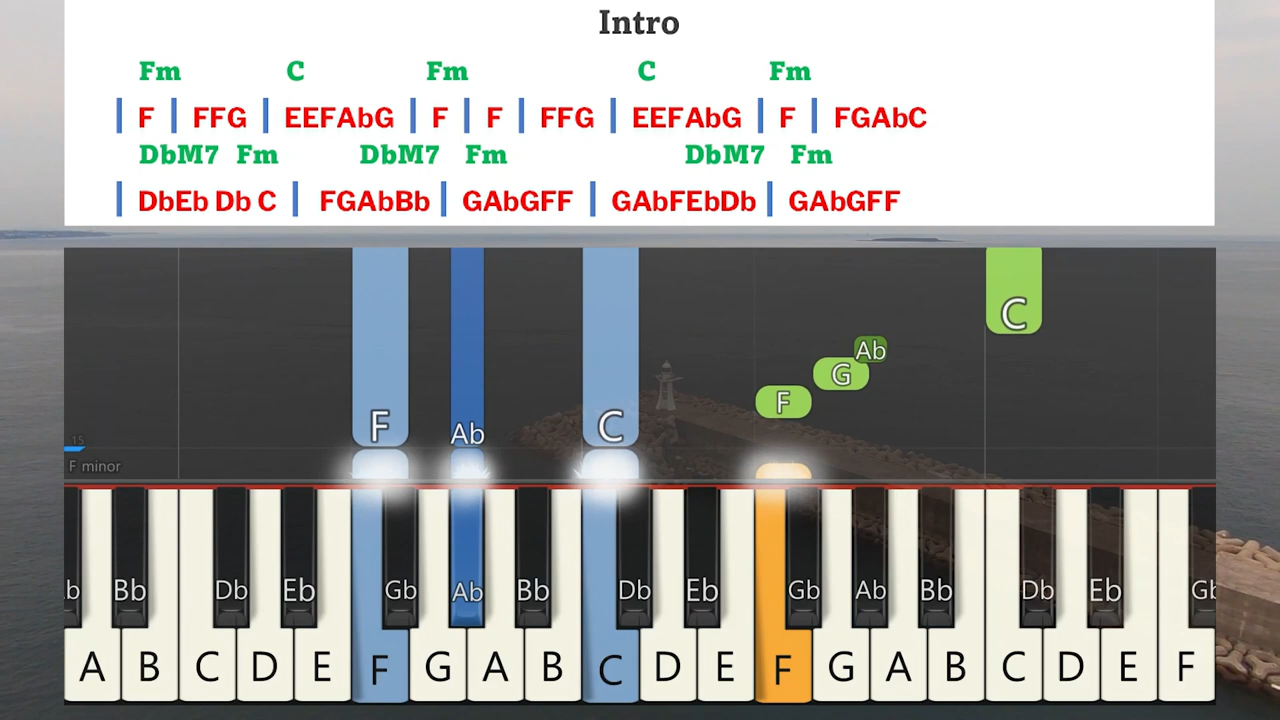 Intro
Fm C Fm C Fm
| F | FFG | EEFAbG | F | F | FFG | EEFAbG | F | FGAbC
DbM7 Fm DbM7 Fm DbM7 Fm
| DbEb Db C | FGAbBb | GAbGFF | GAbFEbDb | GAbGFF
C
Ab
G
F
F Ab C
15
F minor
b Bb Db Eb Gb Ab Bb Db Eb Gb Ab Bb Db Eb Gb
A B C D E F G A B C D E F G A B C D E F